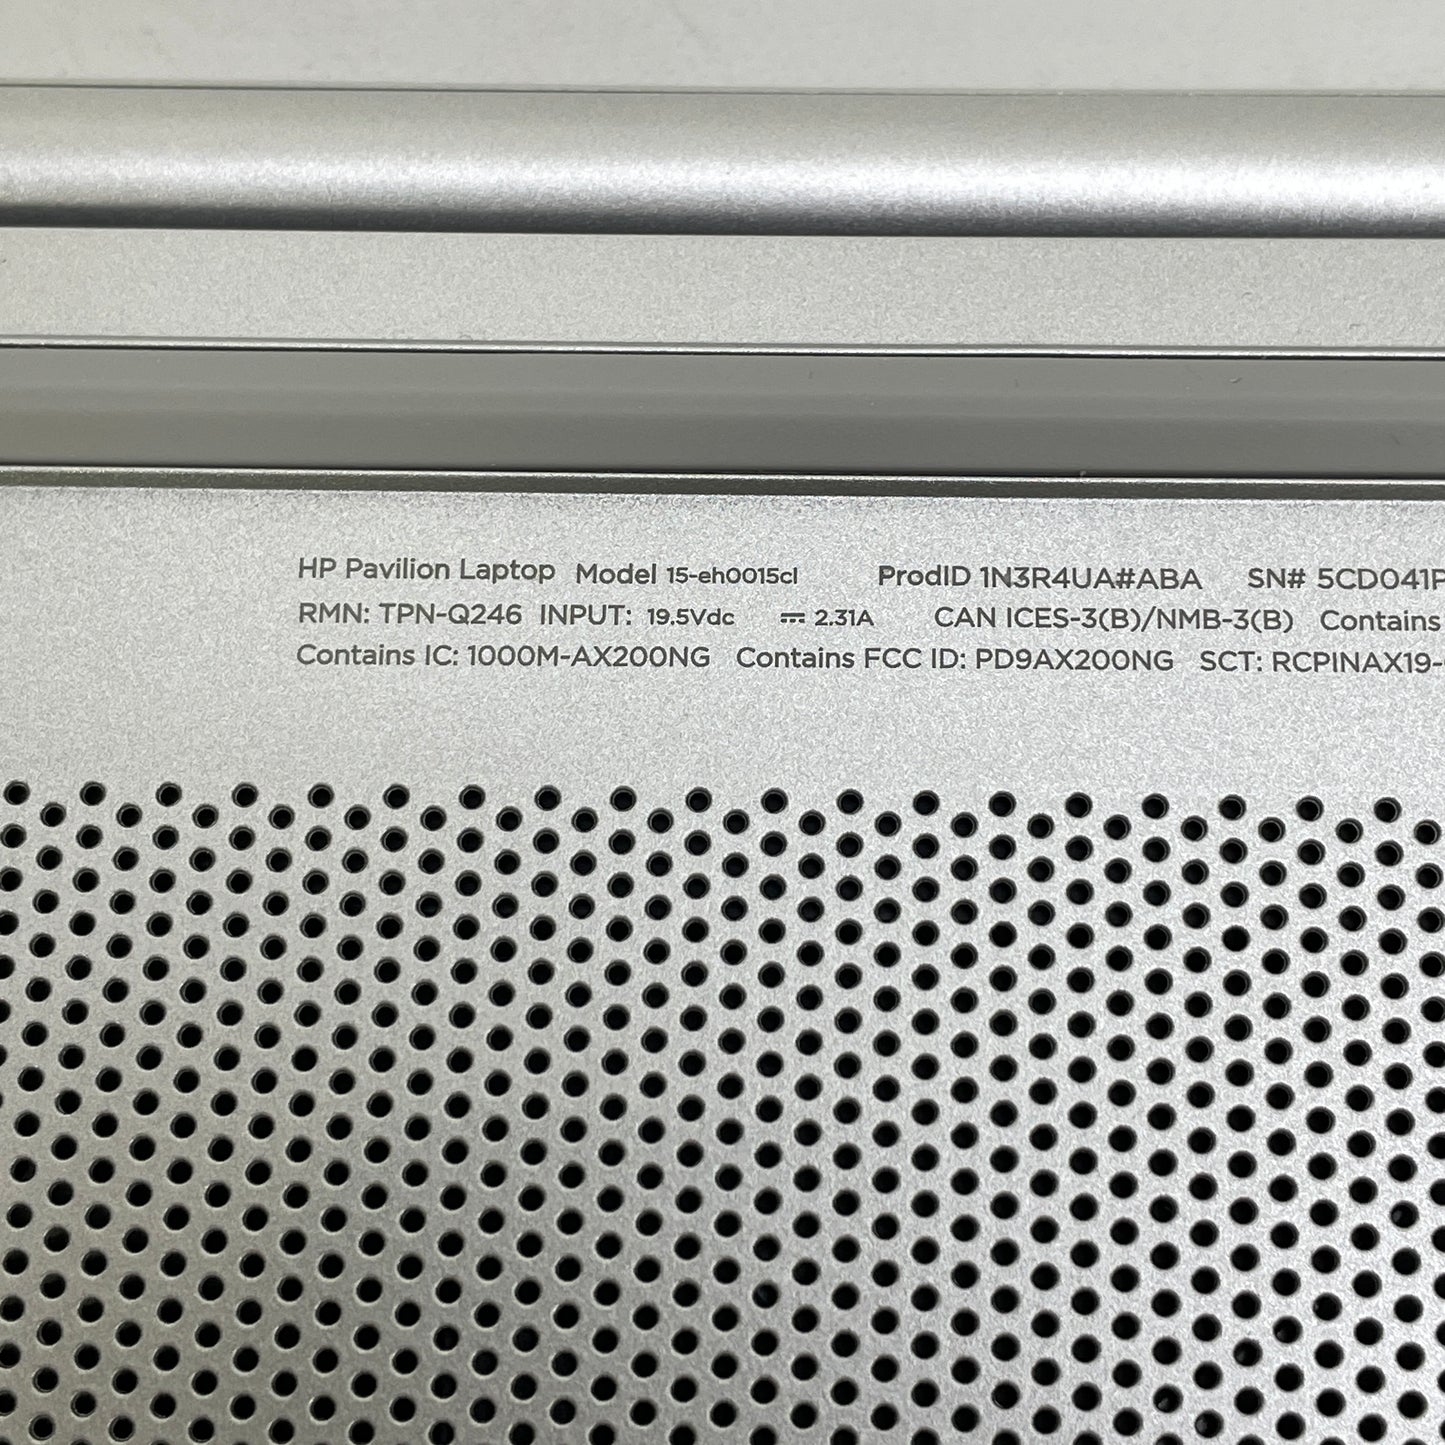 HP Pavilion Laptop Model 15-eh0015cl ProdID 1N3R4UA#ABA SN# 5CD041P
RMN: TPN-Q246 INPUT: 19.5Vdc ⎓ 2.31A CAN ICES-3(B)/NMB-3(B) Contains
Contains IC: 1000M-AX200NG Contains FCC ID: PD9AX200NG SCT: RCPINAX19-